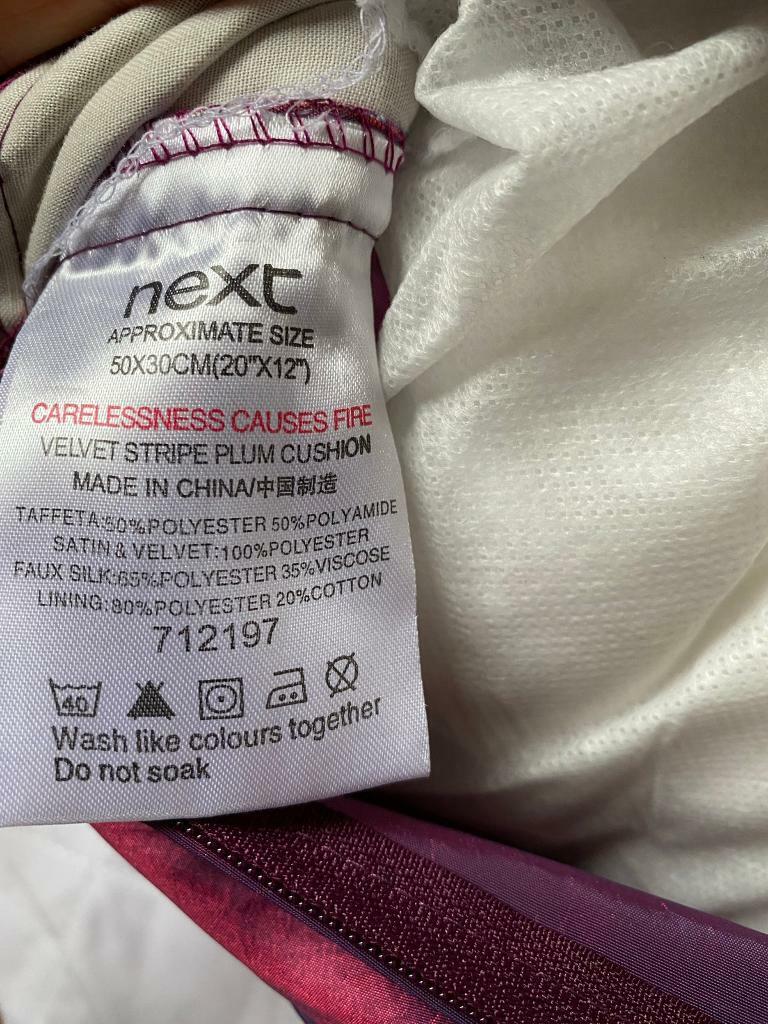 next
APPROXIMATE SIZE
50X30CM(20"X12")
CARELESSNESS CAUSES FIRE
VELVET STRIPE PLUM CUSHION
MADE IN CHINA/中国制造
TAFFETA:50%POLYESTER 50%POLYAMIDE
SATIN & VELVET:100%POLYESTER
FAUX SILK:65%POLYESTER 35%VISCOSE
LINING:80%POLYESTER 20%COTTON
712197
40
Wash like colours together
Do not soak